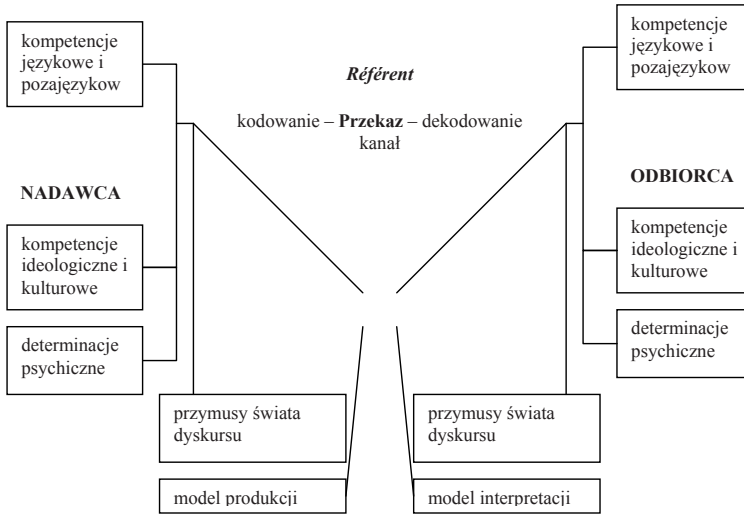 kompetencje
językowe i
pozajęzykow
Référent
kodowanie – Przekaz – dekodowanie
kanał
kompetencje
językowe i
pozajęzykow
NADAWCA
ODBIORCA
kompetencje
ideologiczne i
kulturowe
kompetencje
ideologiczne i
kulturowe
determinacje
psychiczne
determinacje
psychiczne
przymusy świata
dyskursu
przymusy świata
dyskursu
model produkcji
model interpretacji